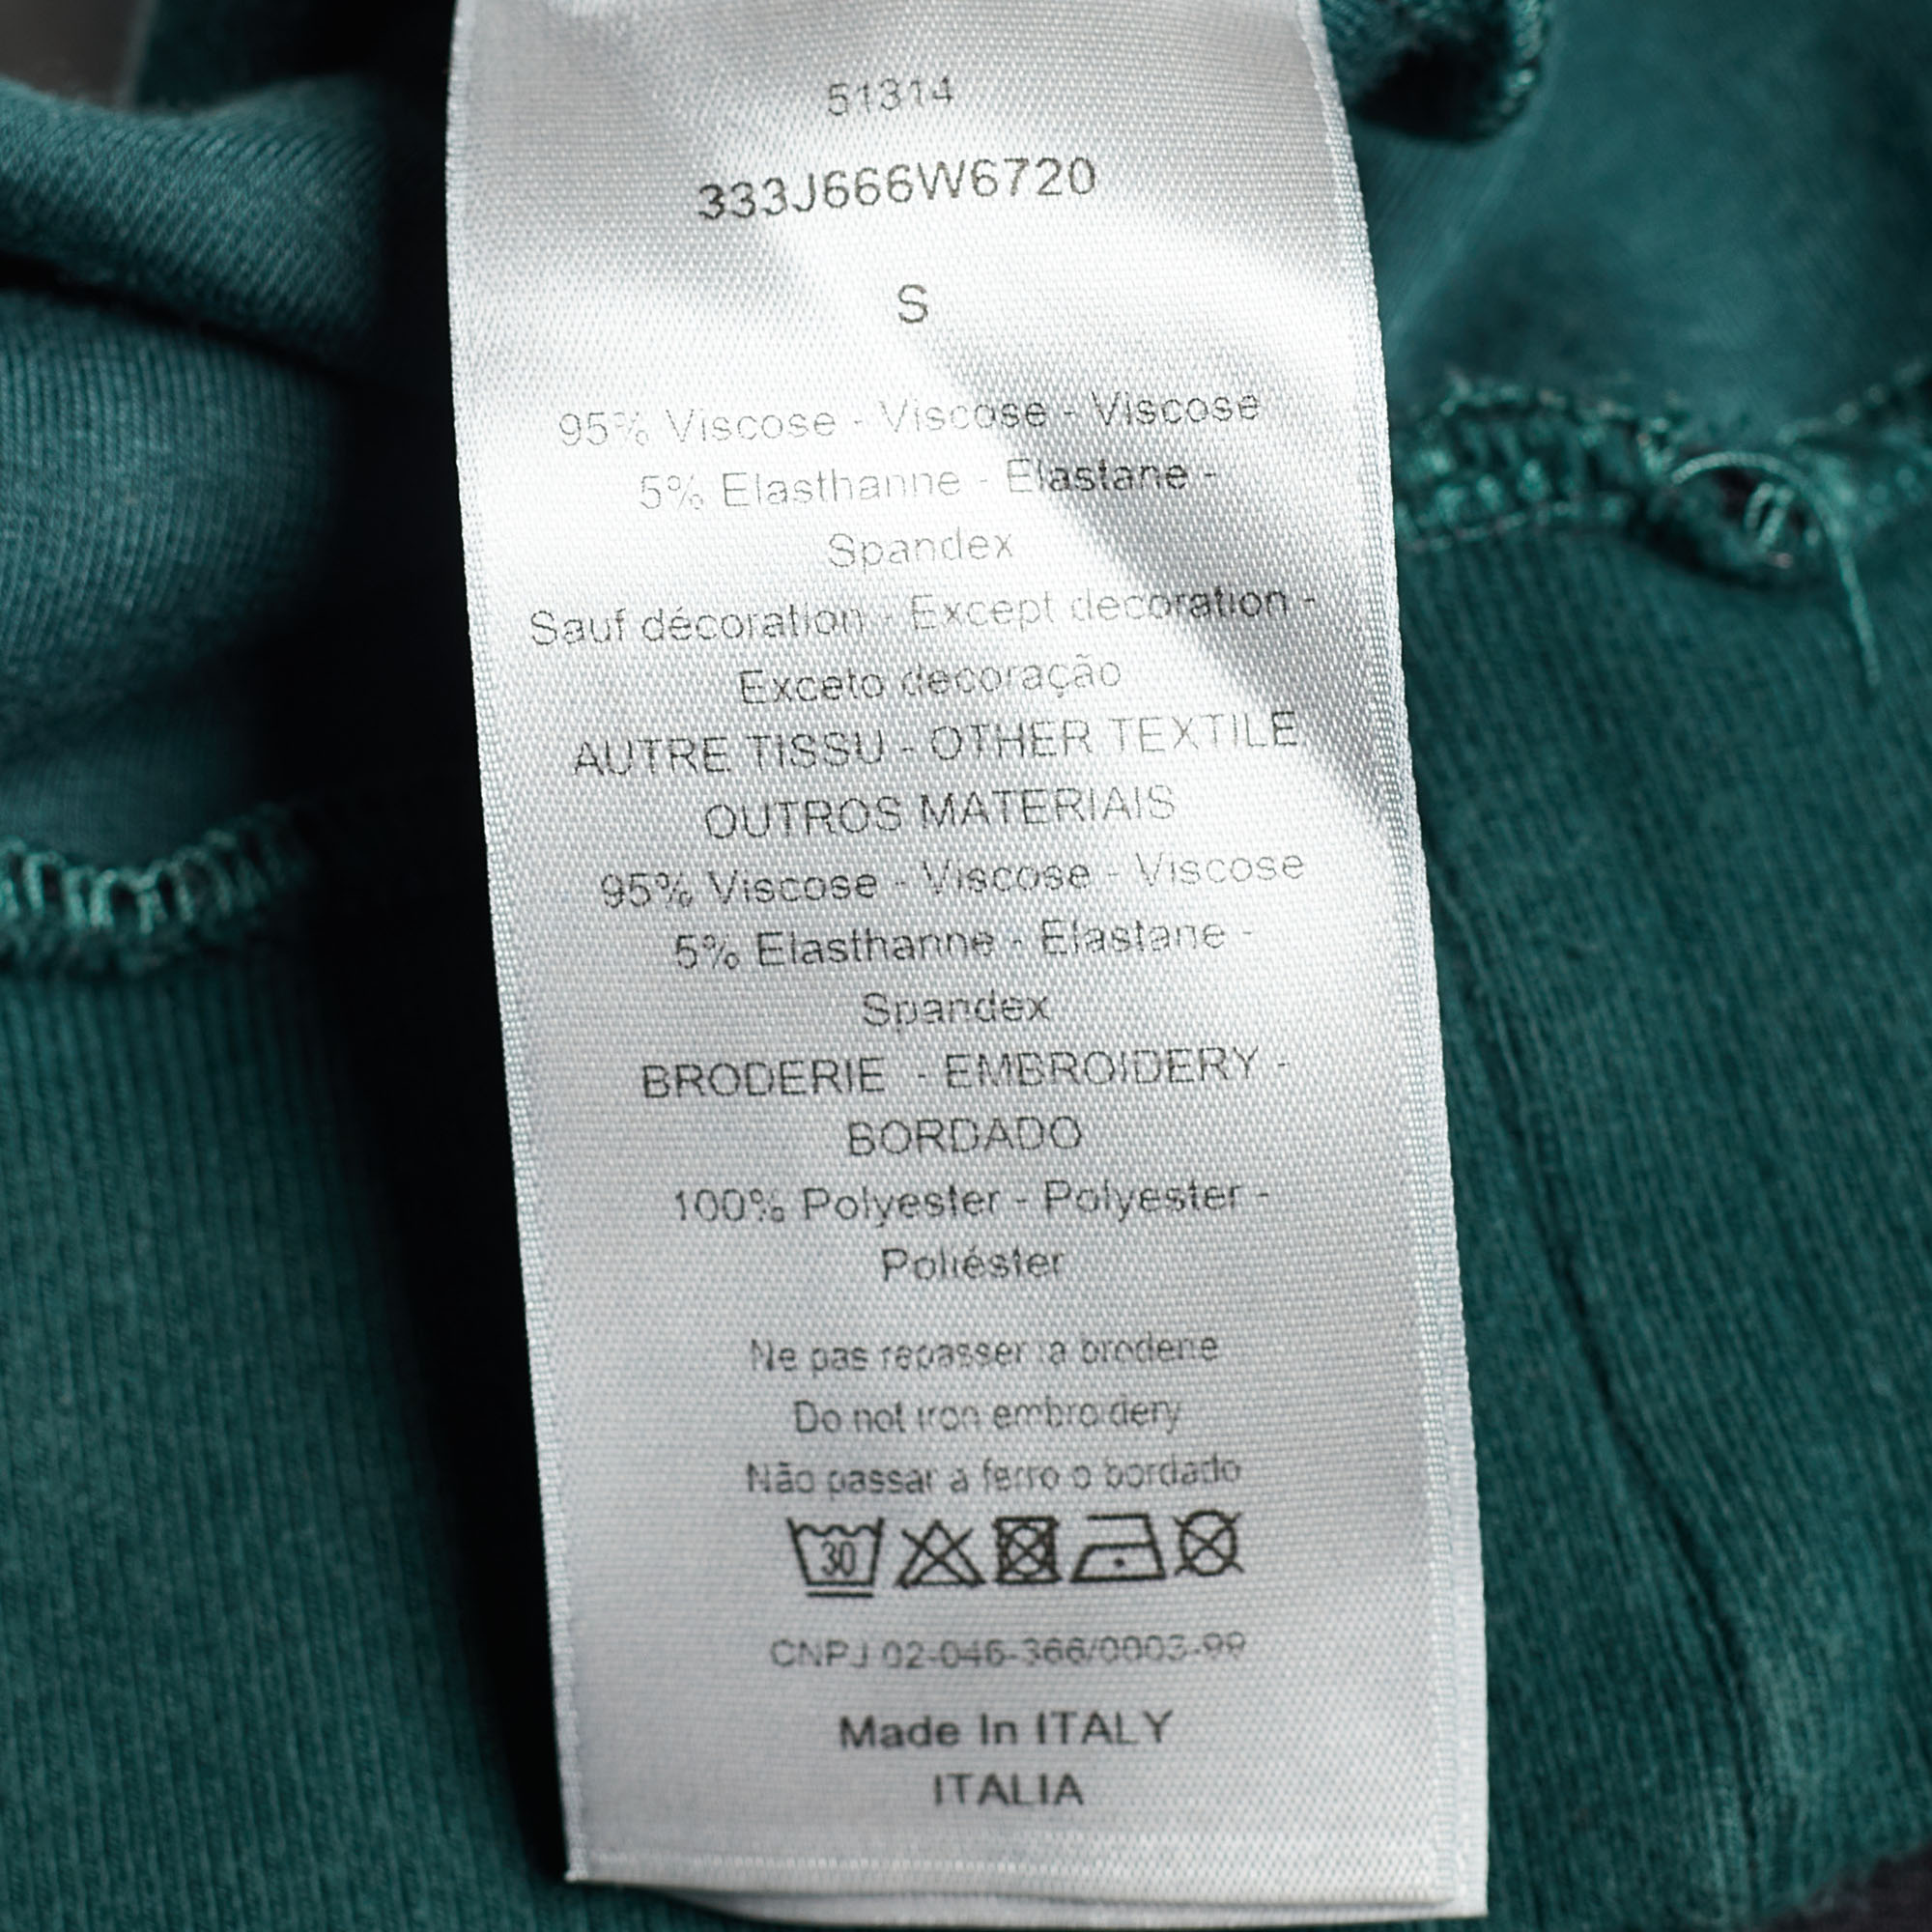 51314
333J666W6720
S
95% Viscose - Viscose - Viscose
5% Elasthanne - Elastane -
Spandex
Sauf décoration - Except decoration -
Exceto decoração
AUTRE TISSU - OTHER TEXTILE
OUTROS MATERIAIS
95% Viscose - Viscose - Viscose
5% Elasthanne - Elastane -
Spandex
BRODERIE - EMBROIDERY -
BORDADO
100% Polyester - Polyester -
Poliéster
Ne pas repasser la broderie
Do not iron embroidery
Não passar a ferro o bordado
30
CNPJ 02-046-366/0003-99
Made In ITALY
ITALIA